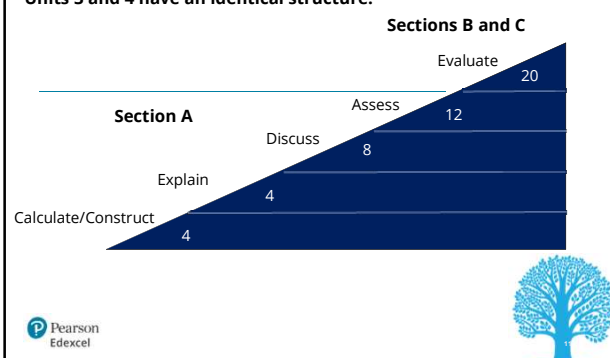 Sections B and C
Evaluate
20
Section A
Assess
12
Discuss
8
Explain
4
Calculate/Construct
4
Pearson
Edexcel